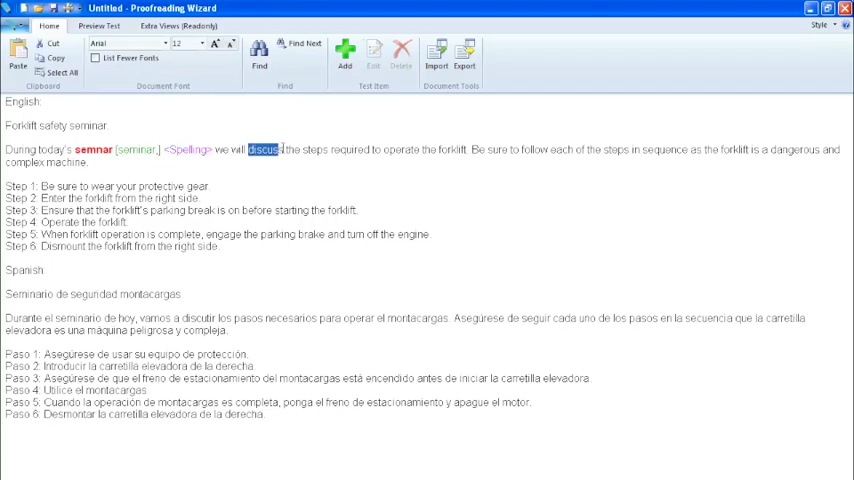 Untitled - Proofreading Wizard
Home Preview Text Extra Views (Readonly) Style
Paste Cut Copy Select All Clipboard
Arial 12 A A List Fewer Fonts Document Font
Find Find Next Find
Add Edit Delete Test Item
Import Export Document Tools
English:
Forklift safety seminar.
During today's semnar [seminar,] <Spelling> we will discuss the steps required to operate the forklift. Be sure to follow each of the steps in sequence as the forklift is a dangerous and
complex machine.
Step 1: Be sure to wear your protective gear.
Step 2: Enter the forklift from the right side.
Step 3: Ensure that the forklift's parking break is on before starting the forklift.
Step 4: Operate the forklift.
Step 5: When forklift operation is complete, engage the parking brake and turn off the engine.
Step 6: Dismount the forklift from the right side.
Spanish
Seminario de seguridad montacargas
Durante el seminario de hoy, vamos a discutir los pasos necesarios para operar el montacargas. Asegúrese de seguir cada uno de los pasos en la secuencia que la carretilla
elevadora es una máquina peligrosa y compleja.
Paso 1: Asegúrese de usar su equipo de protección.
Paso 2: Introducir la carretilla elevadora de la derecha.
Paso 3: Asegúrese de que el freno de estacionamiento del montacargas está encendido antes de iniciar la carretilla elevadora.
Paso 4: Utilice el montacargas.
Paso 5: Cuando la operación de montacargas es completa, ponga el freno de estacionamiento y apague el motor.
Paso 6: Desmontar la carretilla elevadora de la derecha.